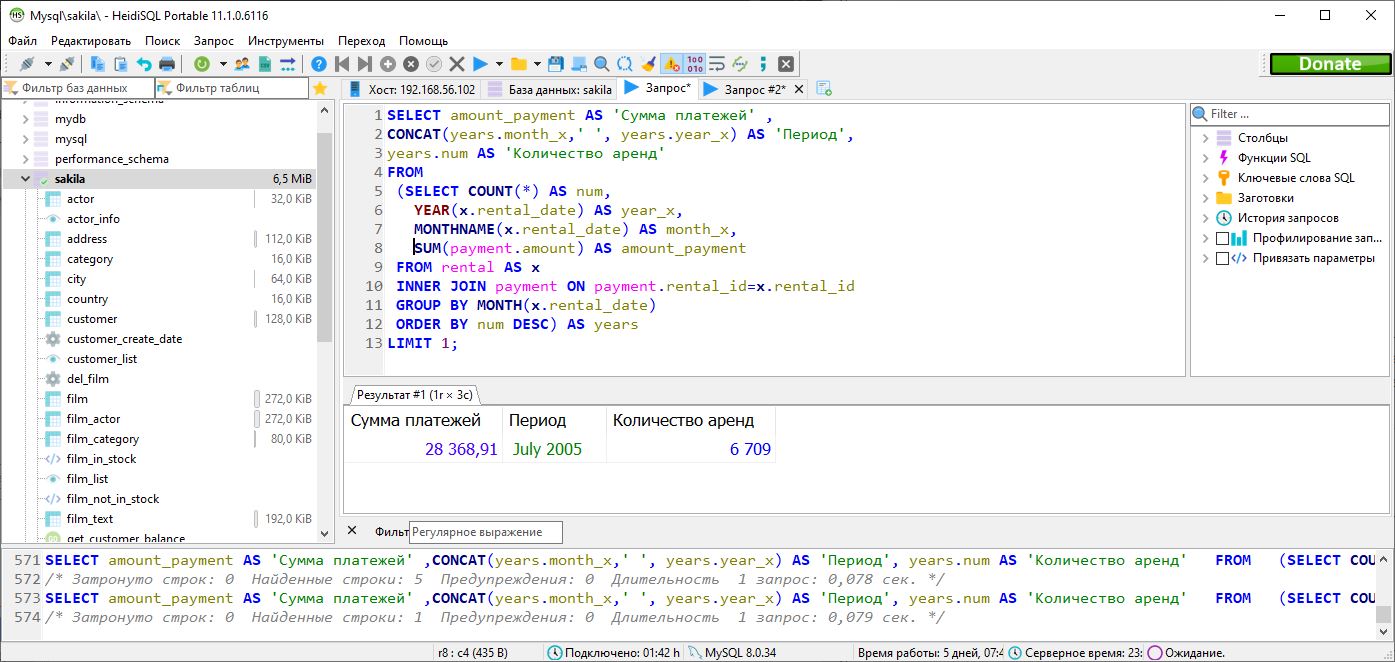 Mysql\sakila\ - HeidiSQL Portable 11.1.0.6116
Файл Редактировать Поиск Запрос Инструменты Переход Помощь
Donate
Фильтр баз данных Фильтр таблиц
Хост: 192.168.56.102 База данных: sakila Запрос* Запрос #2*
information_schema
mydb
mysql
performance_schema
sakila 6,5 MiB
actor 32,0 KiB
actor_info
address 112,0 KiB
category 16,0 KiB
city 64,0 KiB
country 16,0 KiB
customer 128,0 KiB
customer_create_date
customer_list
del_film
film 272,0 KiB
film_actor 272,0 KiB
film_category 80,0 KiB
film_in_stock
film_list
film_not_in_stock
film_text 192,0 KiB
get_customer_balance
1 SELECT amount_payment AS 'Сумма платежей' ,
2 CONCAT(years.month_x,' ', years.year_x) AS 'Период',
3 years.num AS 'Количество аренд'
4 FROM
5 (SELECT COUNT(*) AS num,
6 YEAR(x.rental_date) AS year_x,
7 MONTHNAME(x.rental_date) AS month_x,
8 SUM(payment.amount) AS amount_payment
9 FROM rental AS x
10 INNER JOIN payment ON payment.rental_id=x.rental_id
11 GROUP BY MONTH(x.rental_date)
12 ORDER BY num DESC) AS years
13 LIMIT 1;
Filter ...
Столбцы
Функции SQL
Ключевые слова SQL
Заготовки
История запросов
Профилирование зап...
Привязать параметры
Результат #1 (1r × 3c)
Сумма платежей Период Количество аренд
28 368,91 July 2005 6 709
Фильт Регулярное выражение
571 SELECT amount_payment AS 'Сумма платежей' ,CONCAT(years.month_x,' ', years.year_x) AS 'Период', years.num AS 'Количество аренд' FROM (SELECT COU
572 /* Затронуто строк: 0 Найденные строки: 5 Предупреждения: 0 Длительность 1 запрос: 0,078 сек. */
573 SELECT amount_payment AS 'Сумма платежей' ,CONCAT(years.month_x,' ', years.year_x) AS 'Период', years.num AS 'Количество аренд' FROM (SELECT COU
574 /* Затронуто строк: 0 Найденные строки: 1 Предупреждения: 0 Длительность 1 запрос: 0,079 сек. */
r8 : c4 (435 B) Подключено: 01:42 h MySQL 8.0.34 Время работы: 5 дней, 07:4 Серверное время: 23: Ожидание.